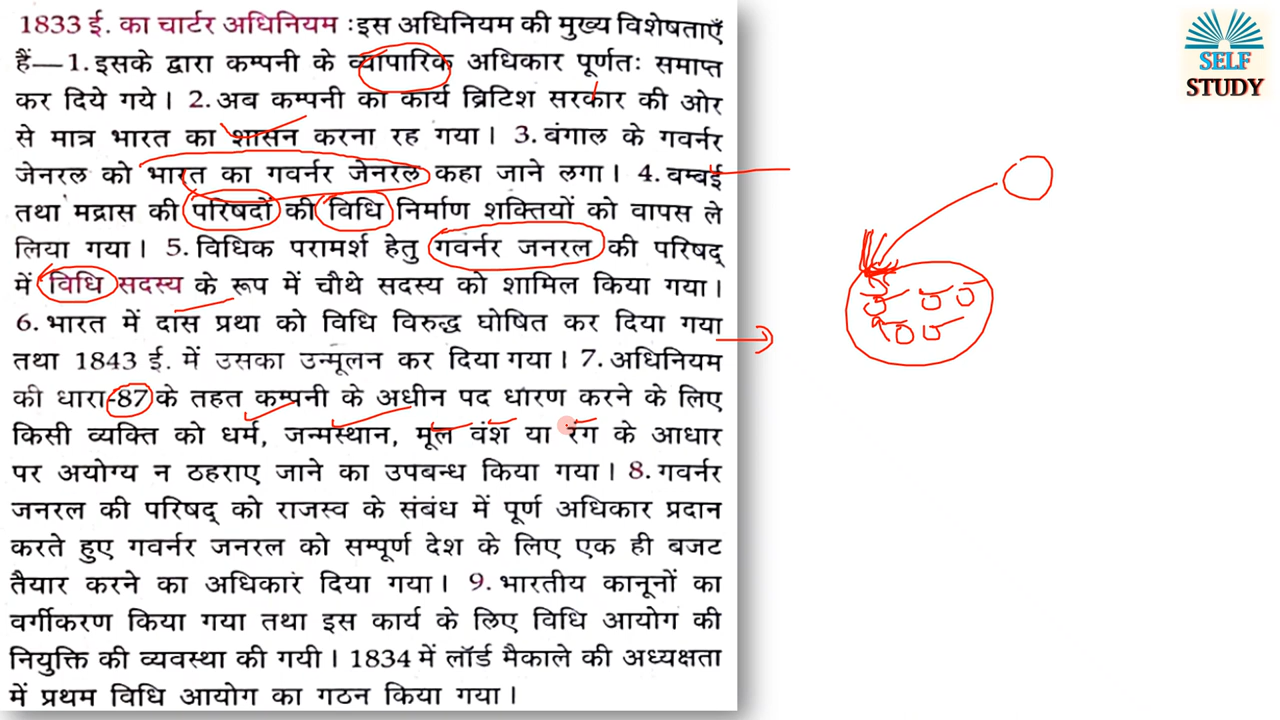 1833 ई. का चार्टर अधिनियम : इस अधिनियम की मुख्य विशेषताएँ
हैं—1. इसके द्वारा कम्पनी के व्यापारिक अधिकार पूर्णतः समाप्त
कर दिये गये। 2. अब कम्पनी का कार्य ब्रिटिश सरकार की ओर
से मात्र भारत का शासन करना रह गया। 3. बंगाल के गवर्नर
जेनरल को भारत का गवर्नर जेनरल कहा जाने लगा। 4. बम्बई
तथा मद्रास की परिषदों की विधि निर्माण शक्तियों को वापस ले
लिया गया। 5. विधिक परामर्श हेतु गवर्नर जनरल की परिषद्
में विधि सदस्य के रूप में चौथे सदस्य को शामिल किया गया।
6. भारत में दास प्रथा को विधि विरुद्ध घोषित कर दिया गया
तथा 1843 ई. में उसका उन्मूलन कर दिया गया। 7. अधिनियम
की धारा-87 के तहत कम्पनी के अधीन पद धारण करने के लिए
किसी व्यक्ति को धर्म, जन्मस्थान, मूल वंश या रंग के आधार
पर अयोग्य न ठहराए जाने का उपबन्ध किया गया। 8. गवर्नर
जनरल की परिषद् को राजस्व के संबंध में पूर्ण अधिकार प्रदान
करते हुए गवर्नर जनरल को सम्पूर्ण देश के लिए एक ही बजट
तैयार करने का अधिकार दिया गया। 9. भारतीय कानूनों का
वर्गीकरण किया गया तथा इस कार्य के लिए विधि आयोग की
नियुक्ति की व्यवस्था की गयी। 1834 में लॉर्ड मैकाले की अध्यक्षता
में प्रथम विधि आयोग का गठन किया गया।
SELF
STUDY